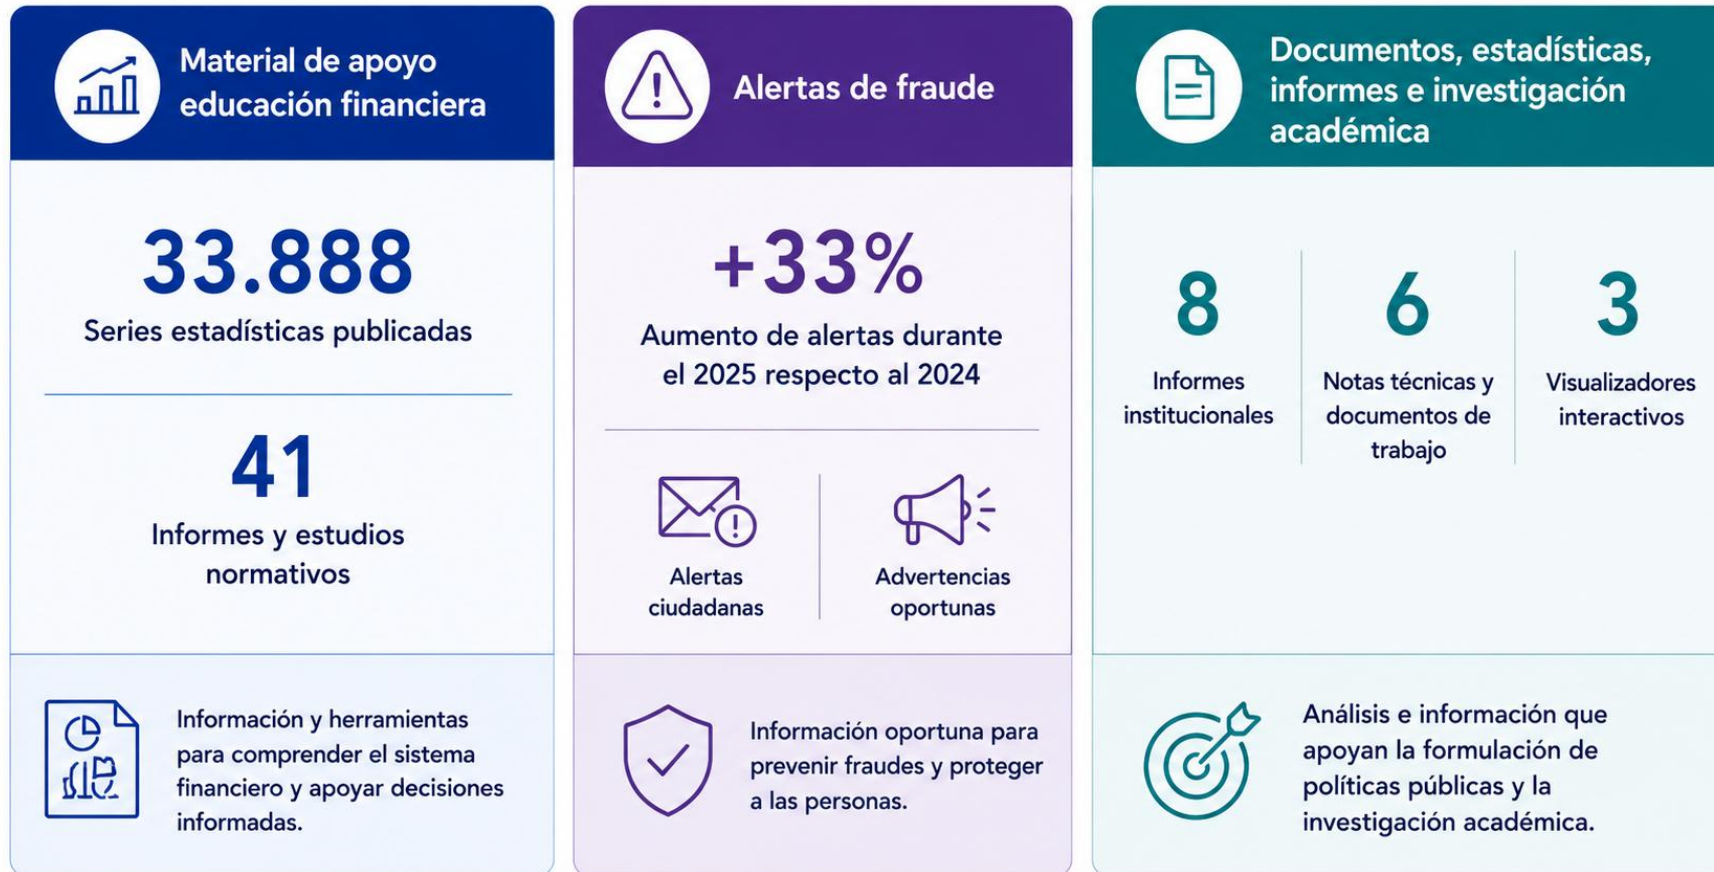 Material de apoyo
educación financiera
33.888
Series estadísticas publicadas
41
Informes y estudios
normativos
Información y herramientas
para comprender el sistema
financiero y apoyar decisiones
informadas.
Alertas de fraude
+33%
Aumento de alertas durante
el 2025 respecto al 2024
Alertas
ciudadanas
Advertencias
oportunas
Información oportuna para
prevenir fraudes y proteger
a las personas.
Documentos, estadísticas,
informes e investigación
académica
8
Informes
institucionales
6
Notas técnicas y
documentos de
trabajo
3
Visualizadores
interactivos
Análisis e información que
apoyan la formulación de
políticas públicas y la
investigación académica.